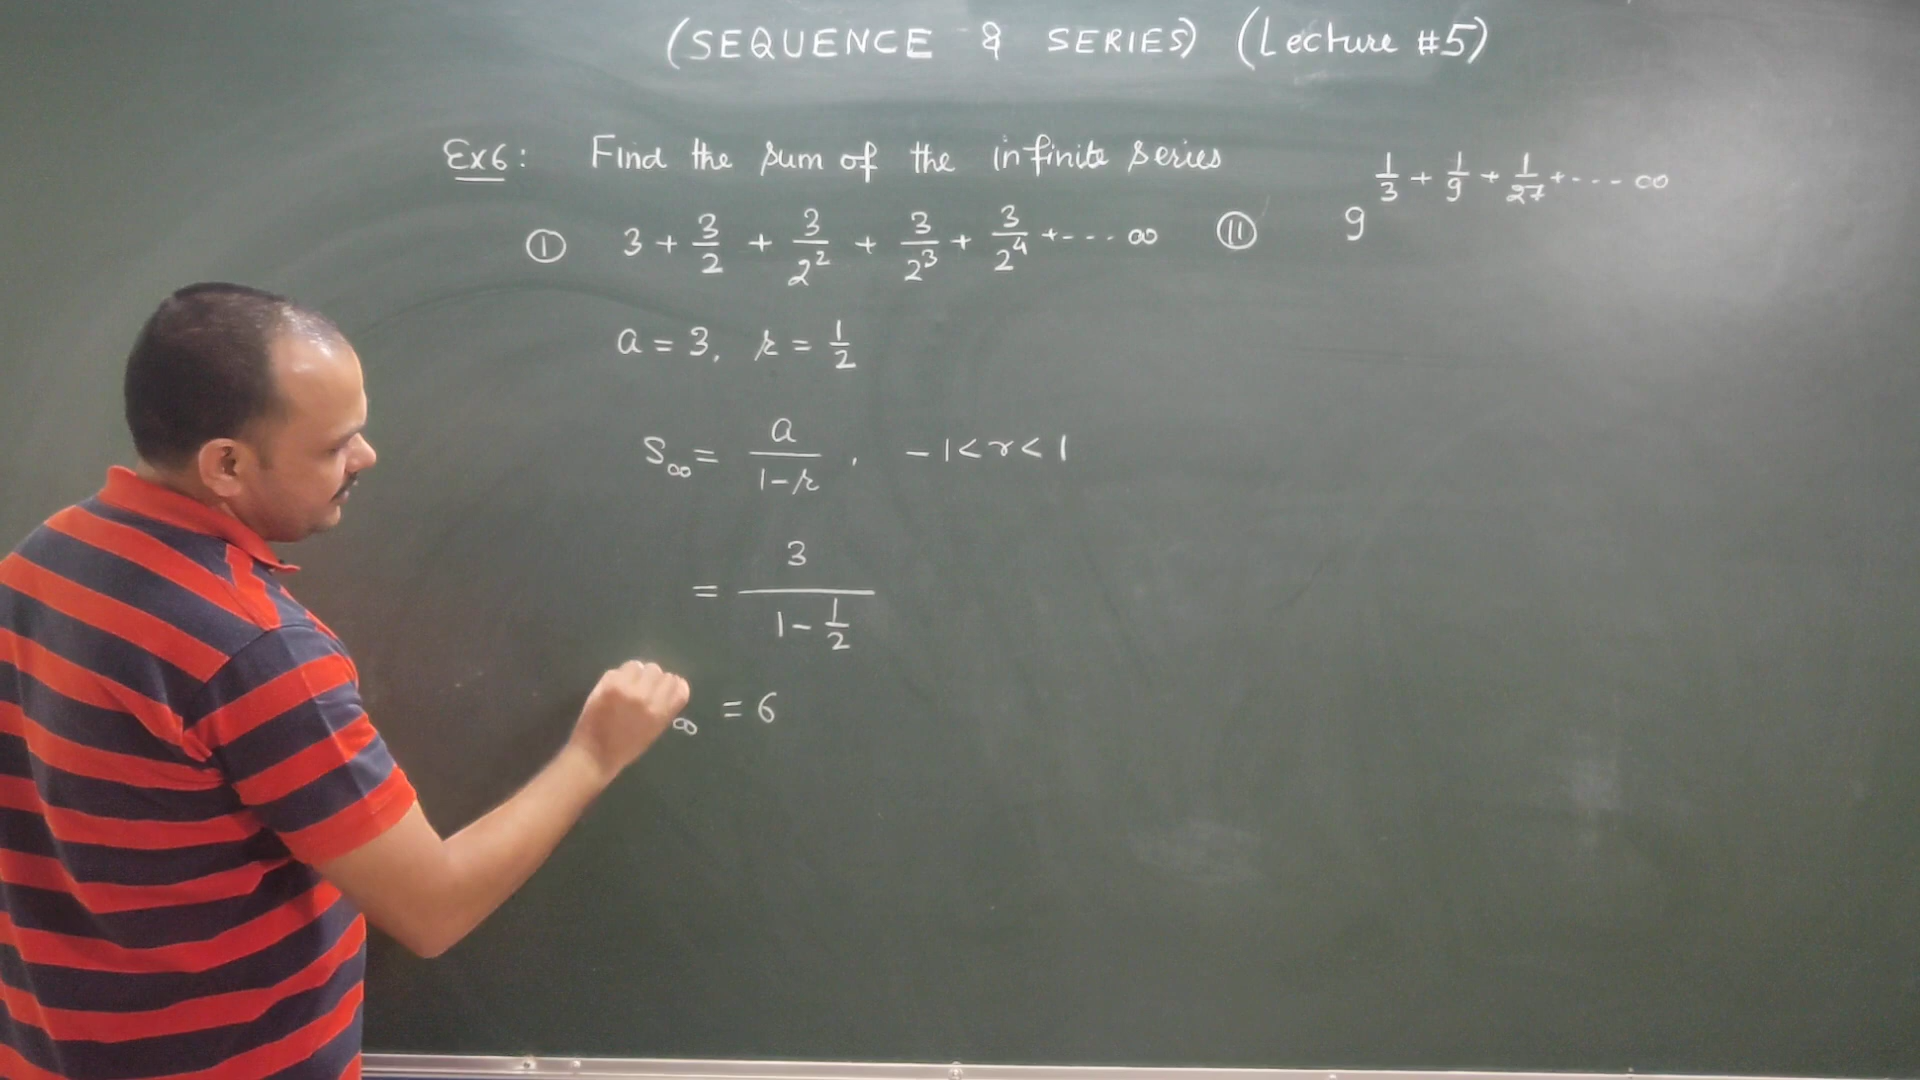 (SEQUENCE & SERIES) (Lecture #5)
Ex6: Find the sum of the infinite series
(I) 3 + 3/2 + 3/2² + 3/2³ + 3/2⁴ + --- ∞ (II) 9^(1/3 + 1/9 + 1/27 + --- ∞)
a = 3, r = 1/2
S∞ = a/(1-r), -1<r<1
= 3/(1 - 1/2)
∞ = 6